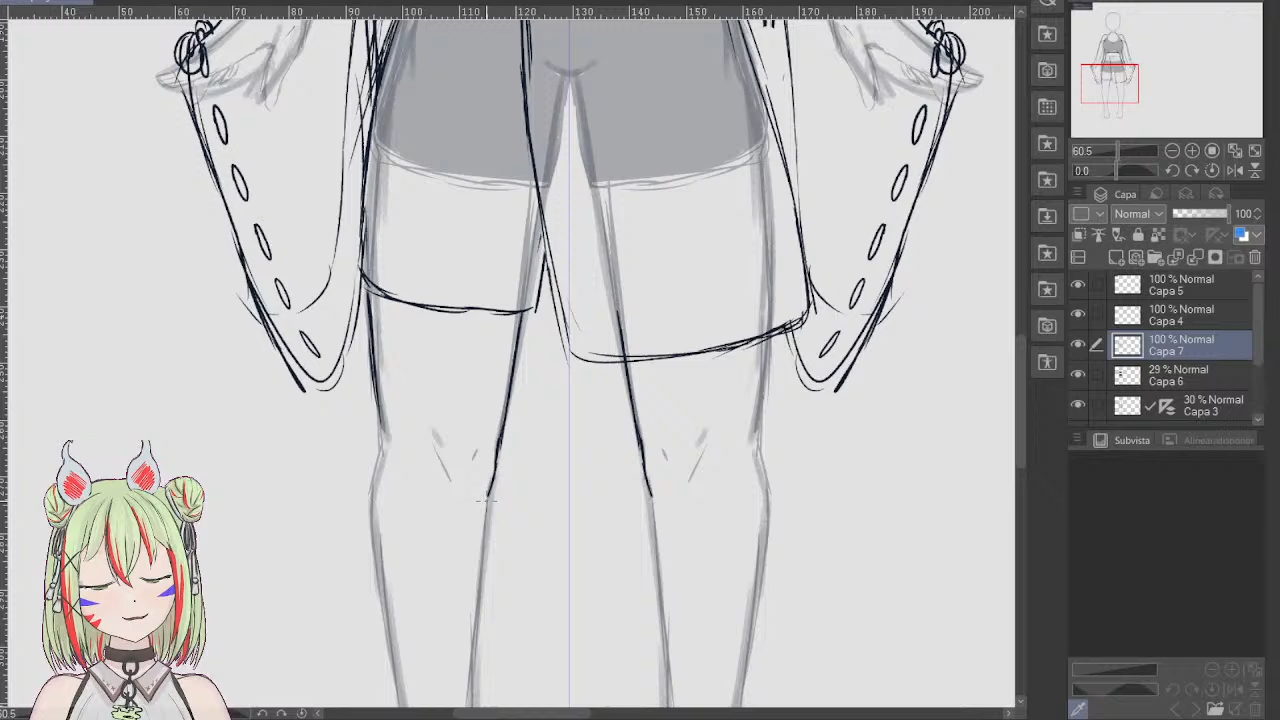 40 50 60 70 80 90 100 110 120 130 140 150 160 170 180 190 200
60.5
0.0
Capa
Normal 100
100 % Normal
Capa 5
100 % Normal
Capa 4
100 % Normal
Capa 7
29 % Normal
Capa 6
30 % Normal
Capa 3
Subvista